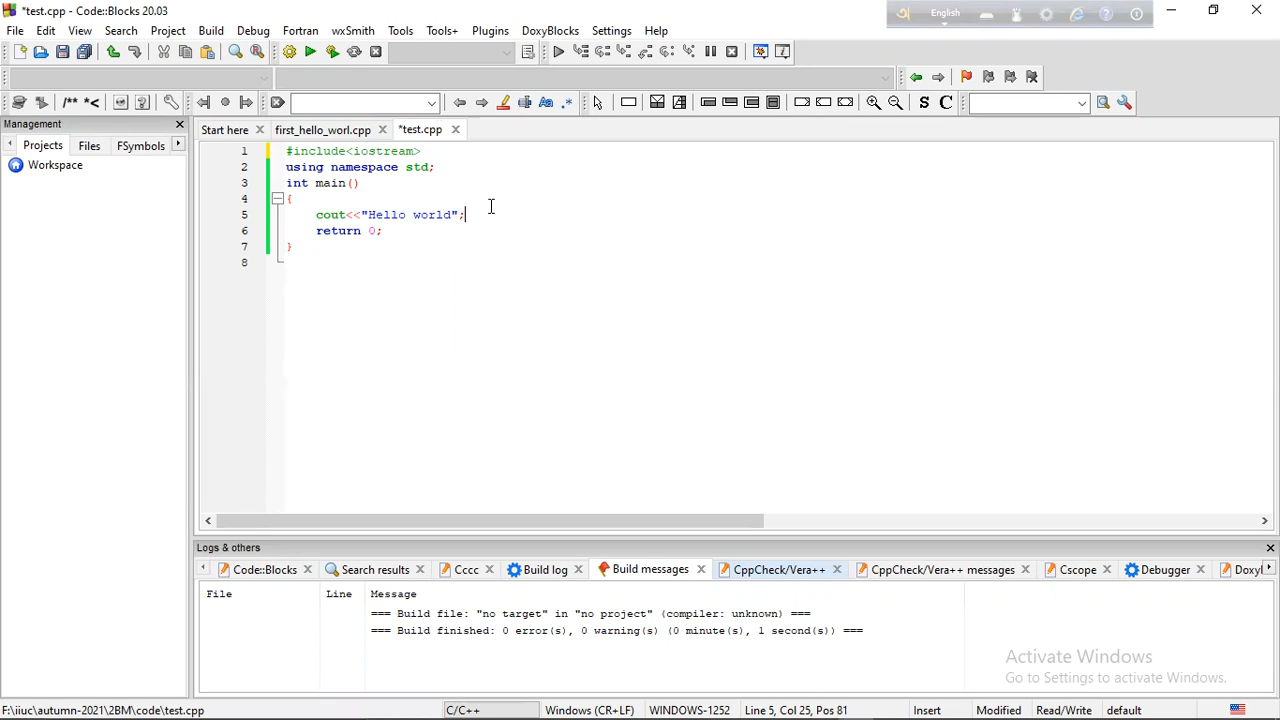 *test.cpp - Code::Blocks 20.03
অ English
File Edit View Search Project Build Debug Fortran wxSmith Tools Tools+ Plugins DoxyBlocks Settings Help
/** *< Aa .* S C
Management
Projects Files FSymbols
Workspace
Start here first_hello_worl.cpp *test.cpp
1 #include<iostream>
2 using namespace std;
3 int main()
4 {
5 cout<<"Hello world";
6 return 0;
7 }
8
Logs & others
Code::Blocks Search results Cccc Build log Build messages CppCheck/Vera++ CppCheck/Vera++ messages Cscope Debugger Doxyl
File Line Message
=== Build file: "no target" in "no project" (compiler: unknown) ===
=== Build finished: 0 error(s), 0 warning(s) (0 minute(s), 1 second(s)) ===
Activate Windows
Go to Settings to activate Windows.
F:\iiuc\autumn-2021\2BM\code\test.cpp C/C++ Windows (CR+LF) WINDOWS-1252 Line 5, Col 25, Pos 81 Insert Modified Read/Write default